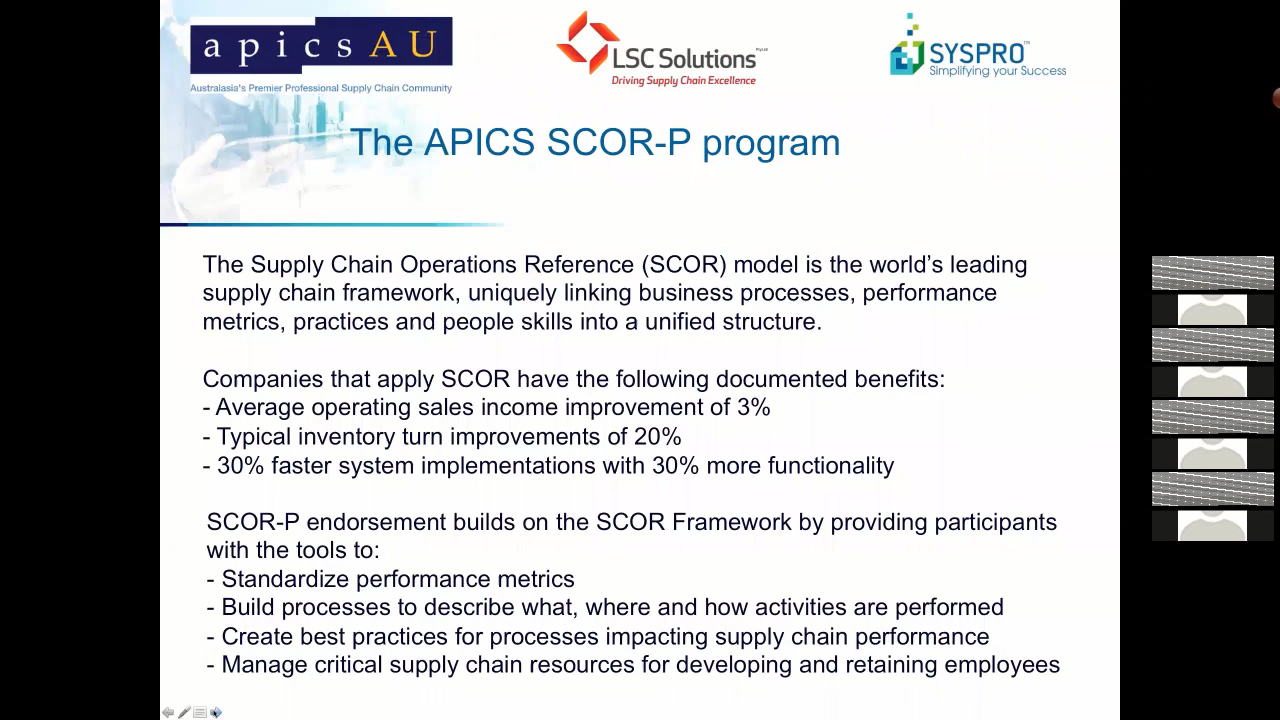 apicsAU
Australasia's Premier Professional Supply Chain Community
LSC Solutions
Driving Supply Chain Excellence
SYSPRO™
Simplifying your Success
The APICS SCOR-P program
The Supply Chain Operations Reference (SCOR) model is the world’s leading
supply chain framework, uniquely linking business processes, performance
metrics, practices and people skills into a unified structure.
Companies that apply SCOR have the following documented benefits:
- Average operating sales income improvement of 3%
- Typical inventory turn improvements of 20%
- 30% faster system implementations with 30% more functionality
SCOR-P endorsement builds on the SCOR Framework by providing participants
with the tools to:
- Standardize performance metrics
- Build processes to describe what, where and how activities are performed
- Create best practices for processes impacting supply chain performance
- Manage critical supply chain resources for developing and retaining employees